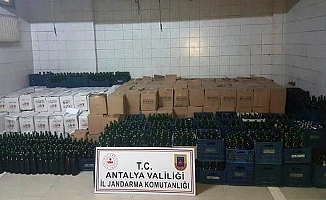 T.C.
ANTALYA VALİLİĞİ
İL JANDARMA KOMUTANLIĞI